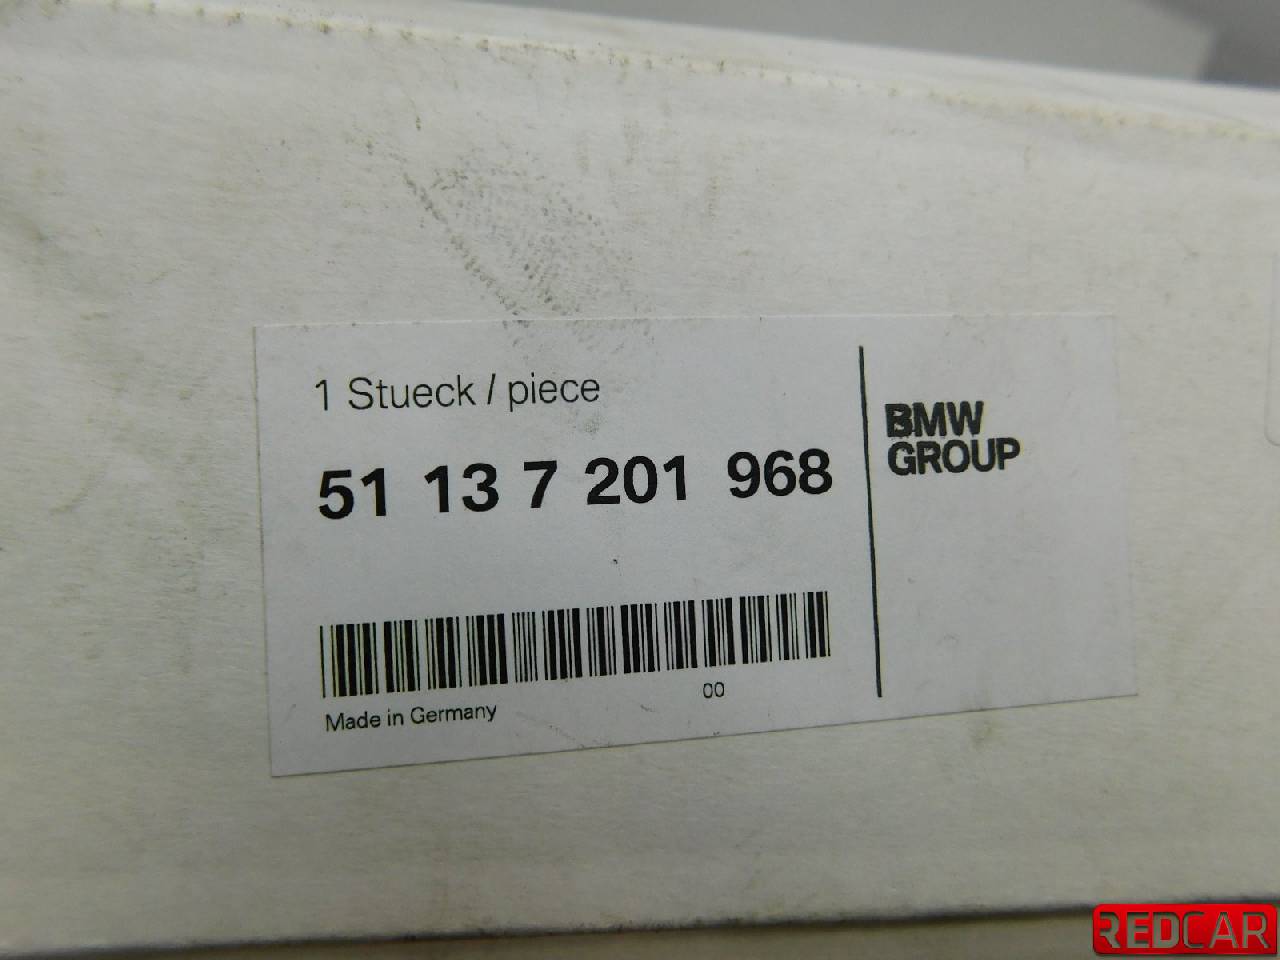 1 Stueck / piece
51 13 7 201 968
BMW
GROUP
00
Made in Germany
REDCAR